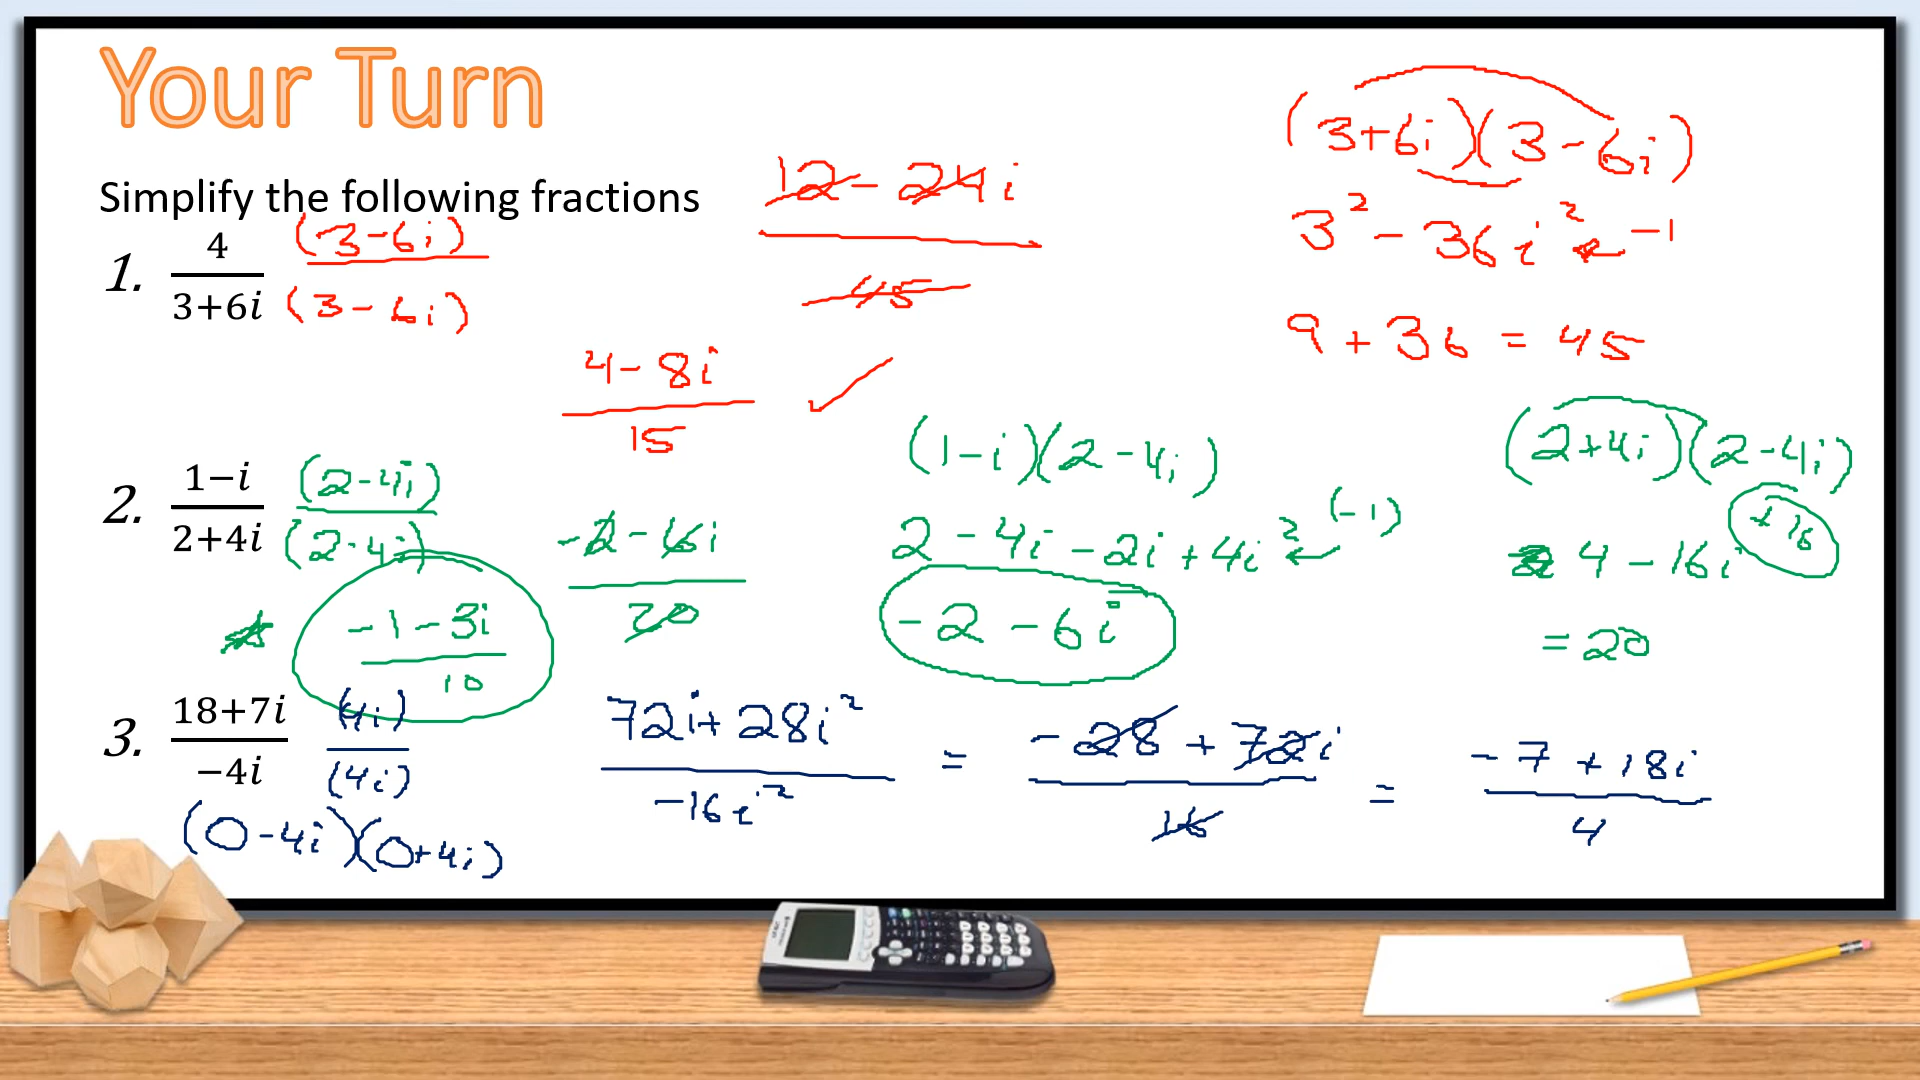 Your Turn
Simplify the following fractions
1. 4/(3+6i) (3-6i)/(3-6i)
12 - 24i / 45
4 - 8i / 15 ✓
(3+6i)(3-6i)
3² - 36i² ← -1
9 + 36 = 45
2. (1-i)/(2+4i) (2-4i)/(2-4i)
-2 - 6i / 20
-1 - 3i / 10
(1-i)(2-4i)
2 - 4i - 2i + 4i² ← (-1)
-2 - 6i
(2+4i)(2-4i)
4 - 16i² +16
= 20
3. (18+7i)/(-4i) (4i)/(4i)
(0-4i)(0+4i)
72i+28i² / -16i² = -28 + 72i / 16 = -7 + 18i / 4